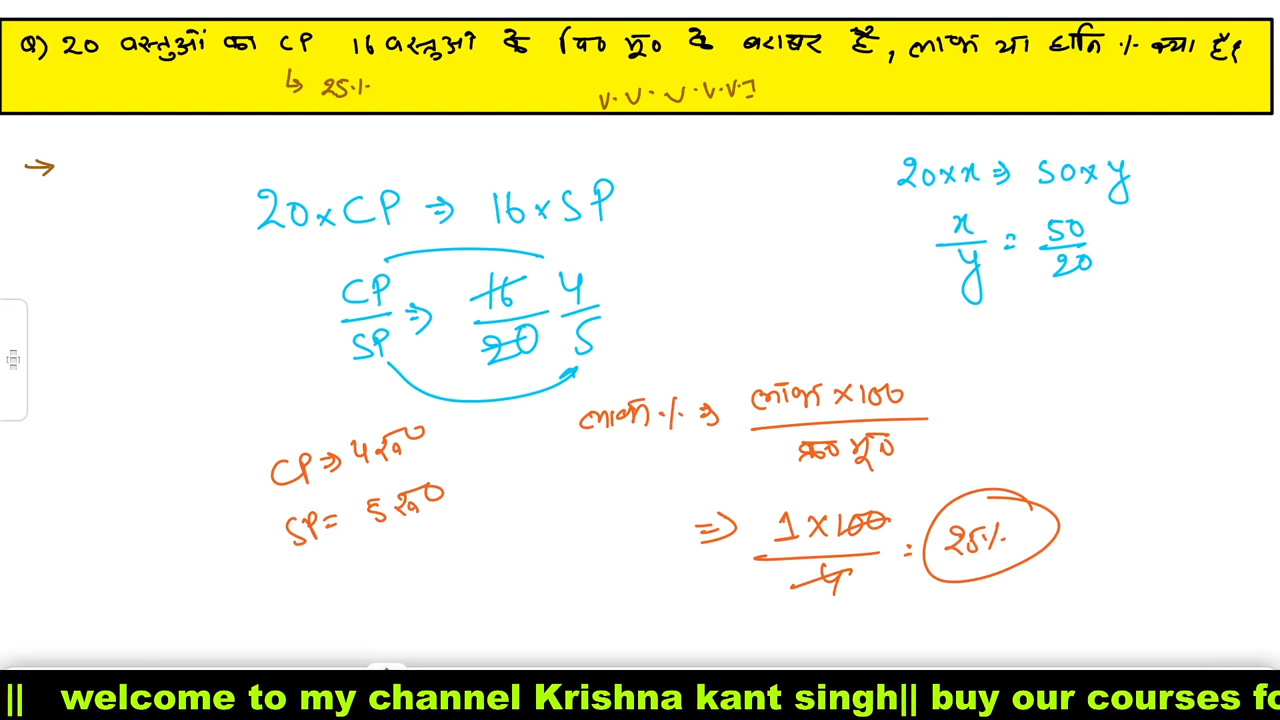 Q) 20 वस्तुओं का CP 16 वस्तुओं के वि० मू० के बराबर है, लाभ या हानि % क्या है?
↳ 25%
V.V.V.V.V.I
→
20×CP ⇒ 16×SP
CP/SP ⇒ 16/20 4/5
20×x ⇒ 50×y
x/y = 50/20
CP ⇒ 4रु०
SP = 5रु०
लाभ % ⇒ लाभ ×100 / क्र० मू०
⇒ 1×100/4 = 25%
|| welcome to my channel Krishna kant singh|| buy our courses fo